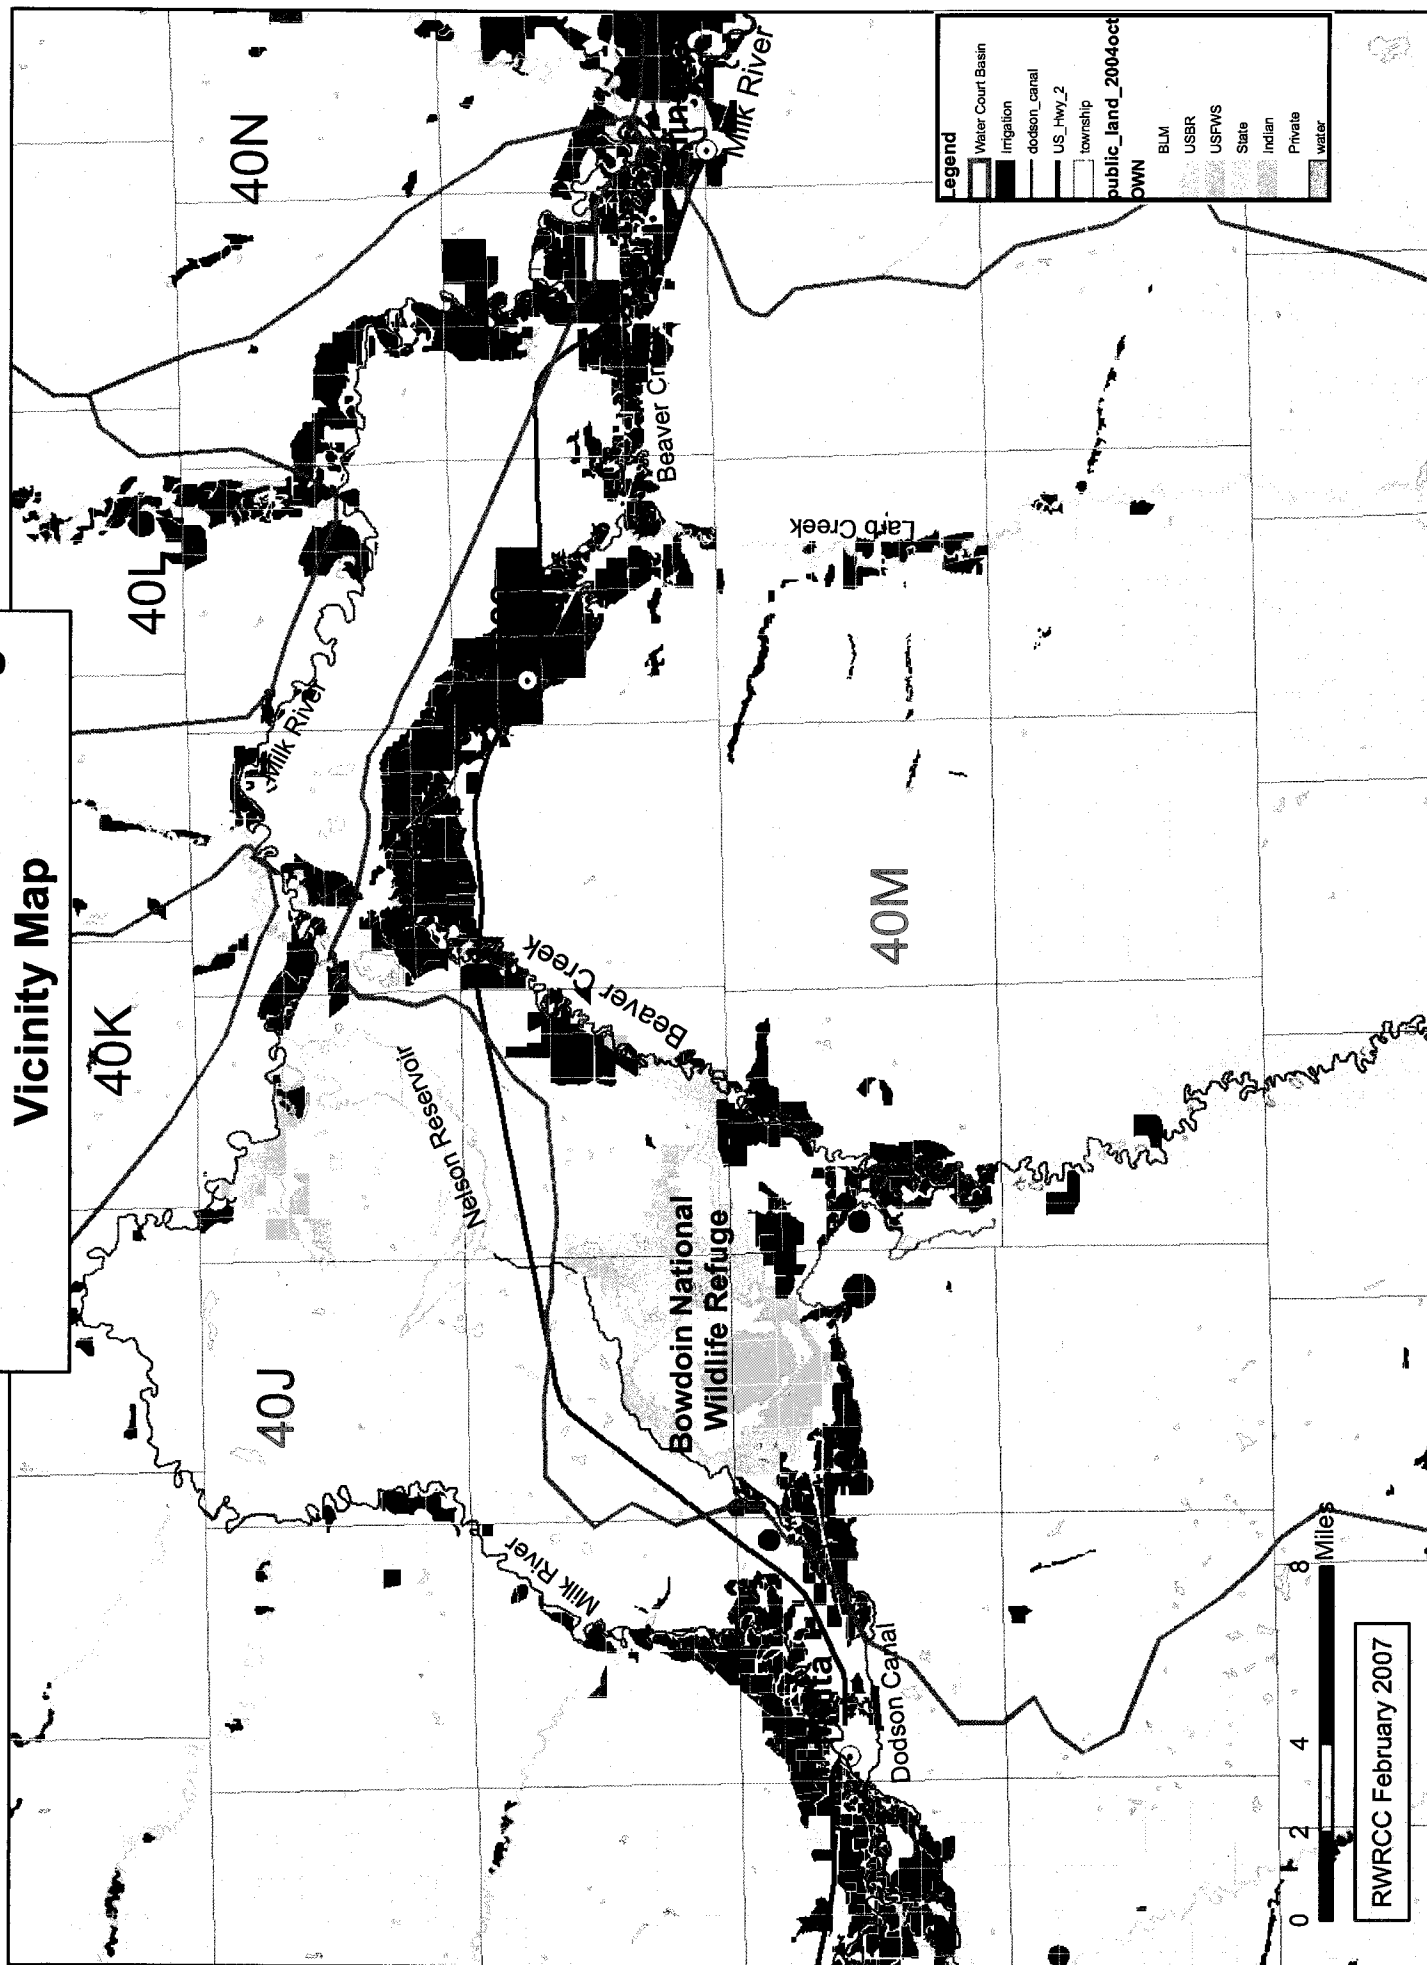 Vicinity Map
40N
40L
40K
40J
40M
Milk River
Milk River
Milk River
Beaver Cr
Beaver Creek
Larb Creek
Nelson Reservoir
Bowdoin National
Wildlife Refuge
Dodson Canal
lta
Legend
Water Court Basin
Irrigation
dodson_canal
US_Hwy_2
township
public_land_2004oct
OWN
BLM
USBR
USFWS
State
Indian
Private
water
0 2 4 8
Miles
RWRCC February 2007